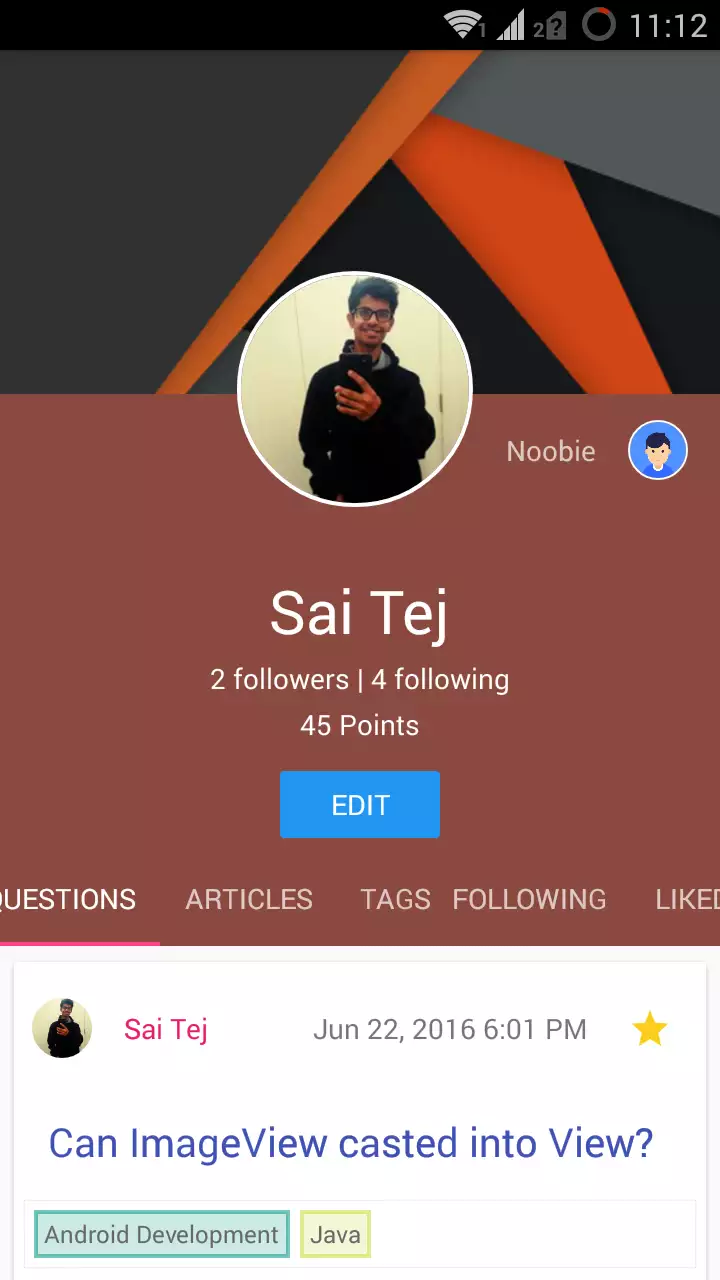 1 2 ? 11:12
Noobie
Sai Tej
2 followers | 4 following
45 Points
EDIT
QUESTIONS ARTICLES TAGS FOLLOWING LIKED
Sai Tej Jun 22, 2016 6:01 PM
Can ImageView casted into View?
Android Development Java